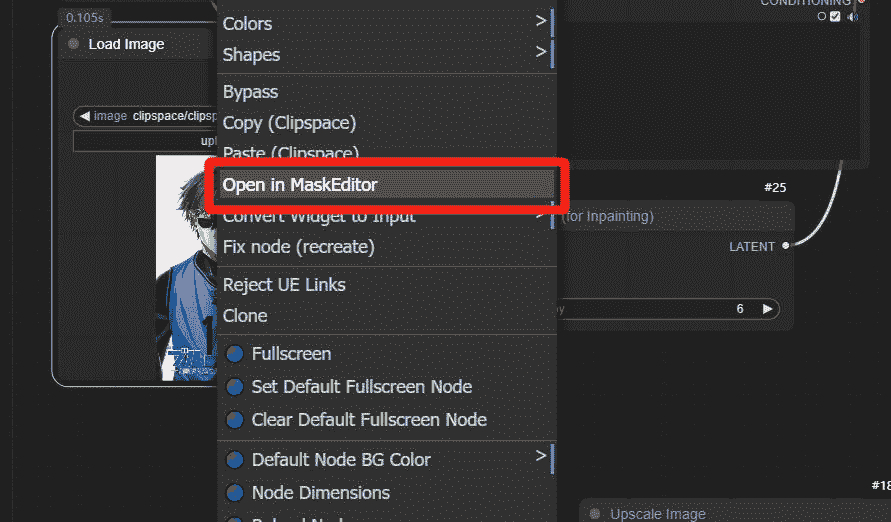 CONDITIONING
0.105s
Load Image
image clipspace/clipsp
upl
Colors >
Shapes >
Bypass
Copy (Clipspace)
Paste (Clipspace)
Open in MaskEditor
Convert Widget to Input >
Fix node (recreate)
Reject UE Links
Clone
Fullscreen
Set Default Fullscreen Node
Clear Default Fullscreen Node
Default Node BG Color >
Node Dimensions
#25
(for Inpainting)
LATENT
6
#18
Upscale Image